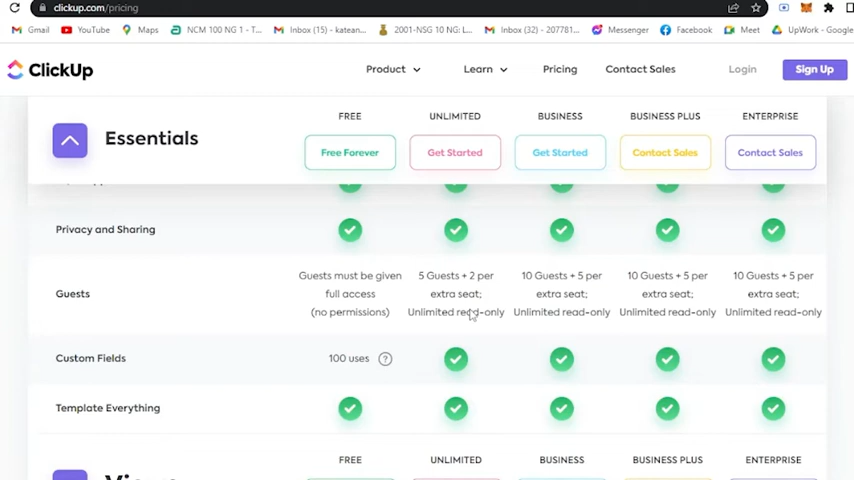 clickup.com/pricing
Gmail YouTube Maps NCM 100 NG 1 - T... Inbox (15) - katean... 2001-NSG 10 NG: L... Inbox (32) - 207781... Messenger Facebook Meet UpWork - Google
ClickUp Product Learn Pricing Contact Sales Login Sign Up
FREE UNLIMITED BUSINESS BUSINESS PLUS ENTERPRISE
Essentials Free Forever Get Started Get Started Contact Sales Contact Sales
Privacy and Sharing
Guests must be given 5 Guests + 2 per 10 Guests + 5 per 10 Guests + 5 per 10 Guests + 5 per
Guests full access extra seat; extra seat; extra seat; extra seat;
(no permissions) Unlimited read-only Unlimited read-only Unlimited read-only Unlimited read-only
Custom Fields 100 uses ?
Template Everything
FREE UNLIMITED BUSINESS BUSINESS PLUS ENTERPRISE